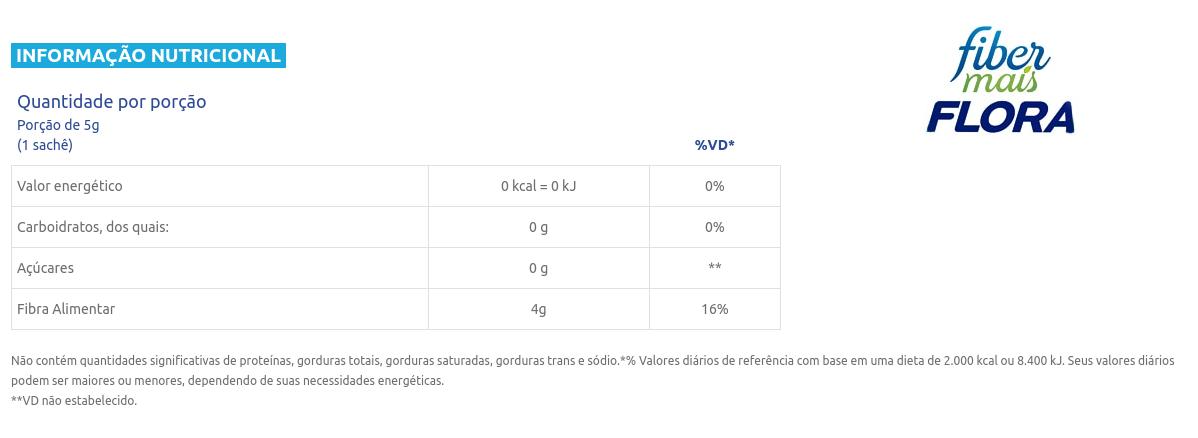 INFORMAÇÃO NUTRICIONAL
fiber
mais
FLORA
Quantidade por porção
Porção de 5g
(1 sachê) %VD*
Valor energético 0 kcal = 0 kJ 0%
Carboidratos, dos quais: 0 g 0%
Açúcares 0 g **
Fibra Alimentar 4g 16%
Não contém quantidades significativas de proteínas, gorduras totais, gorduras saturadas, gorduras trans e sódio.*% Valores diários de referência com base em uma dieta de 2.000 kcal ou 8.400 kJ. Seus valores diários
podem ser maiores ou menores, dependendo de suas necessidades energéticas.
**VD não estabelecido.